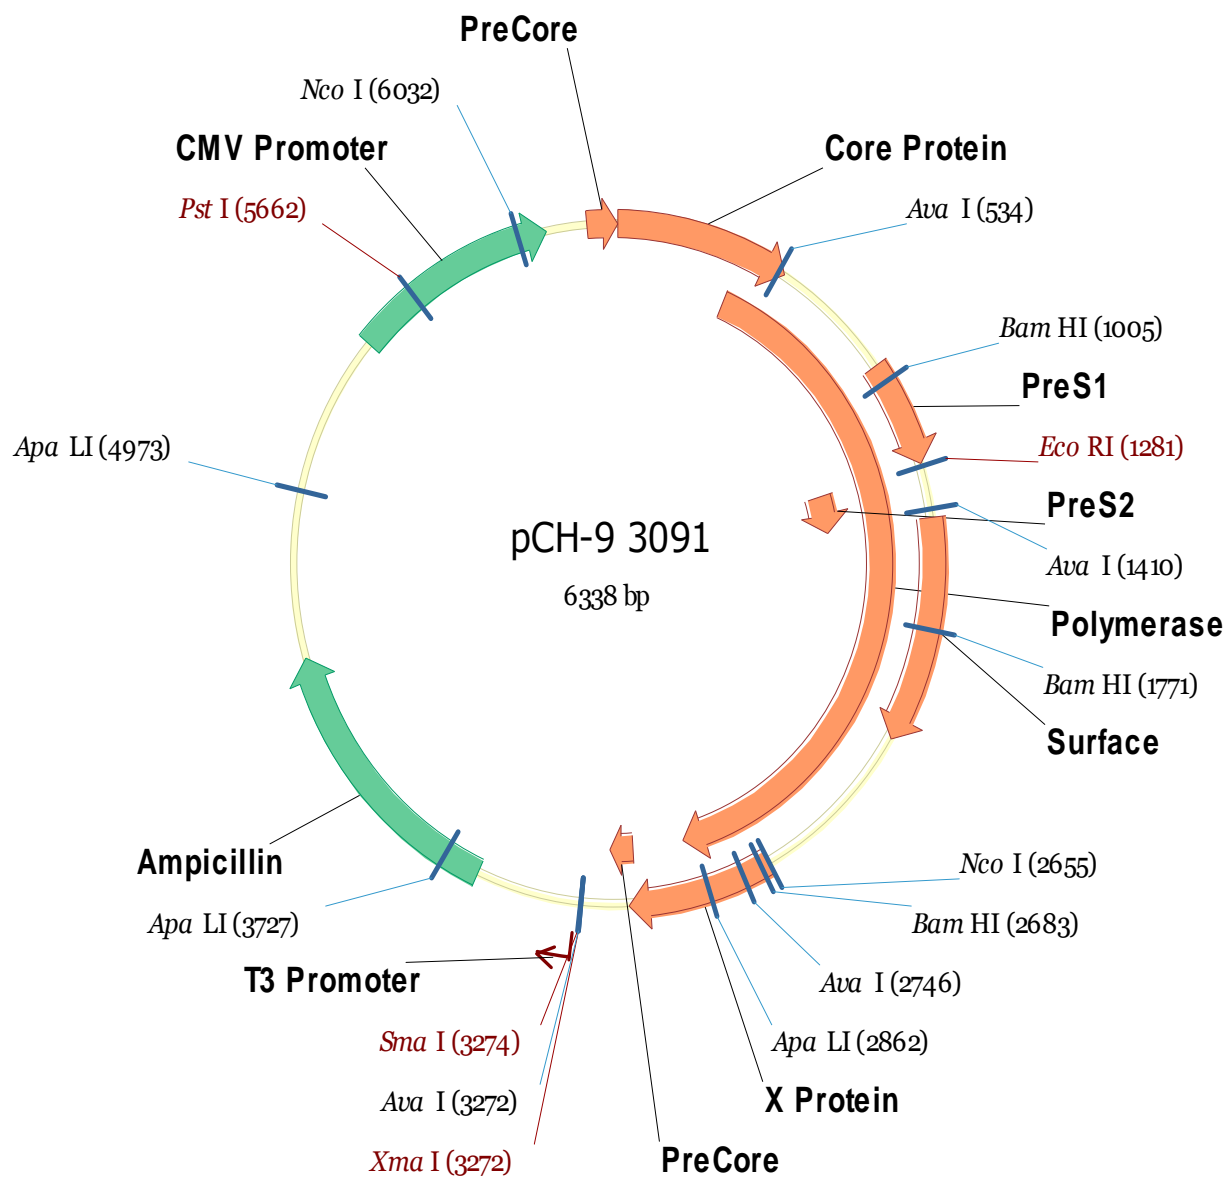 PreCore
Nco I (6032)
CMV Promoter
Core Protein
Pst I (5662)
Ava I (534)
Bam HI (1005)
PreS1
Apa LI (4973)
Eco RI (1281)
PreS2
pCH-9 3091
Ava I (1410)
6338 bp
Polymerase
Bam HI (1771)
Surface
Ampicillin
Nco I (2655)
Apa LI (3727)
Bam HI (2683)
T3 Promoter
Ava I (2746)
Sma I (3274)
Apa LI (2862)
Ava I (3272)
X Protein
Xma I (3272)
PreCore